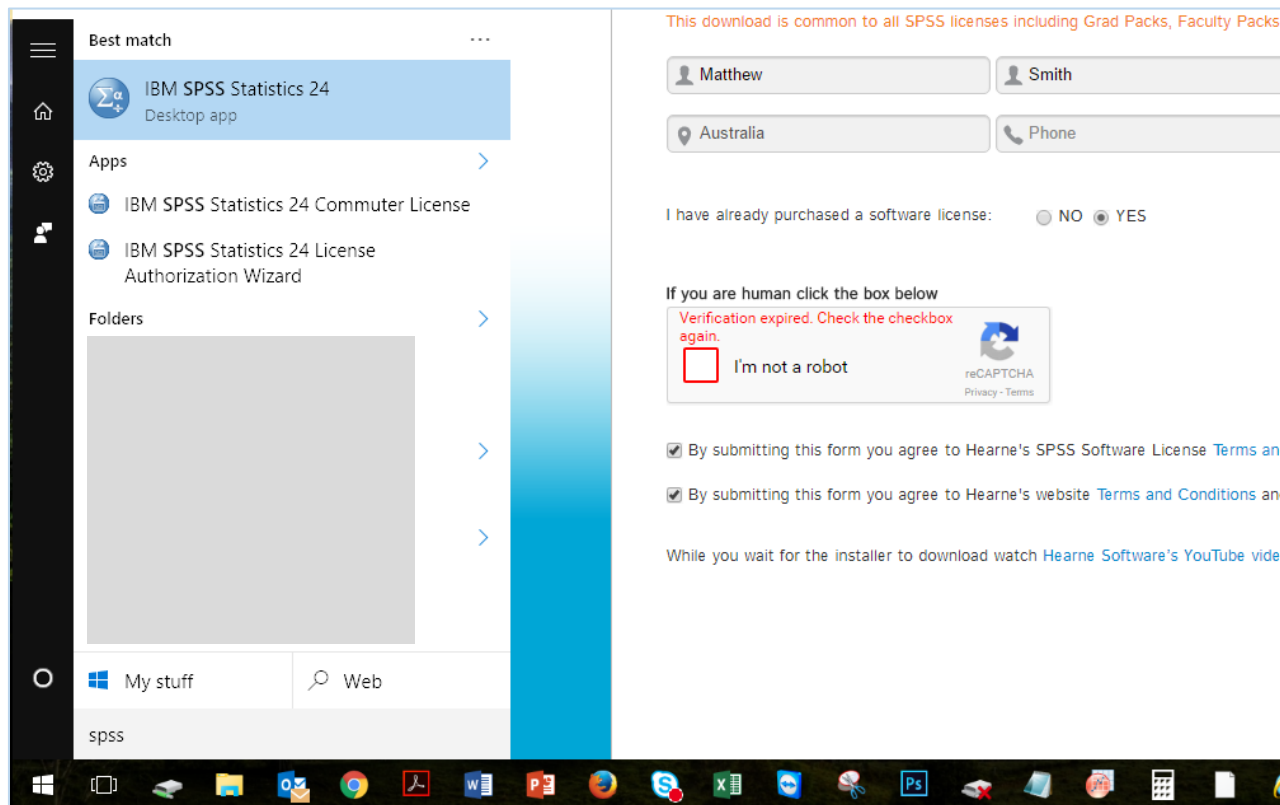 Best match
...
IBM SPSS Statistics 24
Desktop app
Apps
IBM SPSS Statistics 24 Commuter License
IBM SPSS Statistics 24 License
Authorization Wizard
Folders
My stuff
Web
spss
This download is common to all SPSS licenses including Grad Packs, Faculty Packs
Matthew
Smith
Australia
Phone
I have already purchased a software license: NO YES
If you are human click the box below
Verification expired. Check the checkbox
again.
I'm not a robot
reCAPTCHA
Privacy - Terms
By submitting this form you agree to Hearne's SPSS Software License Terms an
By submitting this form you agree to Hearne's website Terms and Conditions an
While you wait for the installer to download watch Hearne Software's YouTube vide
Ps